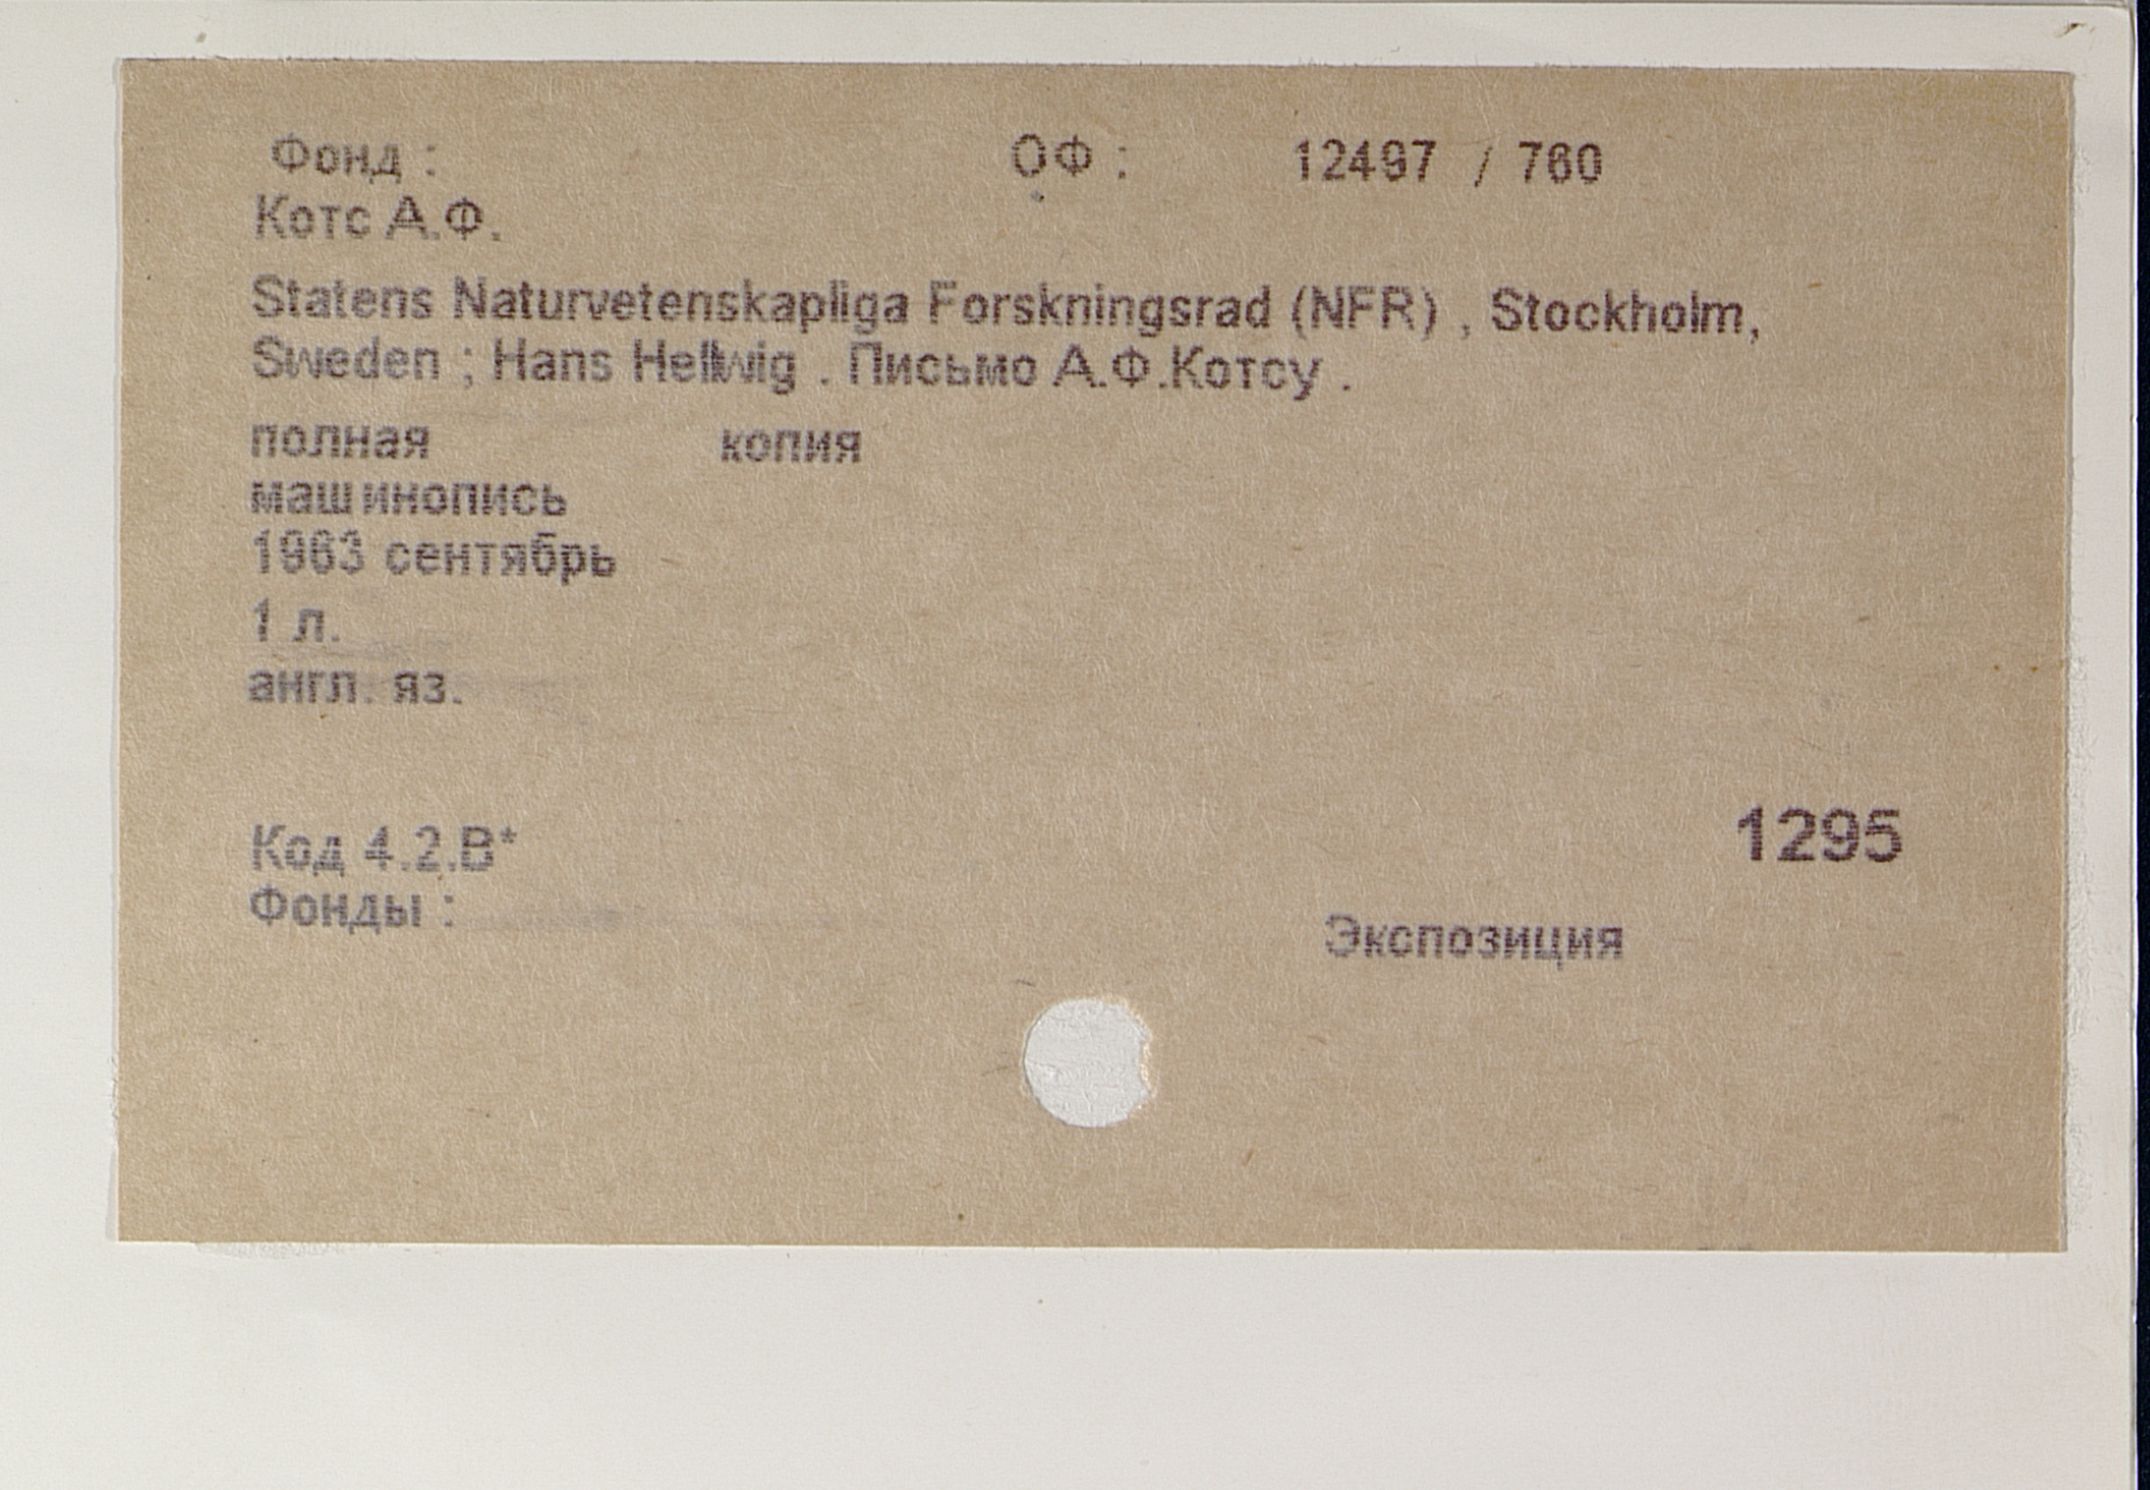 Фонд : ОФ : 12497 / 760
Котс А.Ф.
Statens Naturvetenskapliga Forskningsrad (NFR) , Stockholm,
Sweden ; Hans Hellwig . Письмо А.Ф.Котсу .
полная копия
машинопись
1963 сентябрь
1 л.
англ. яз.
Код 4.2.В*
1295
Фонды :
Экспозиция